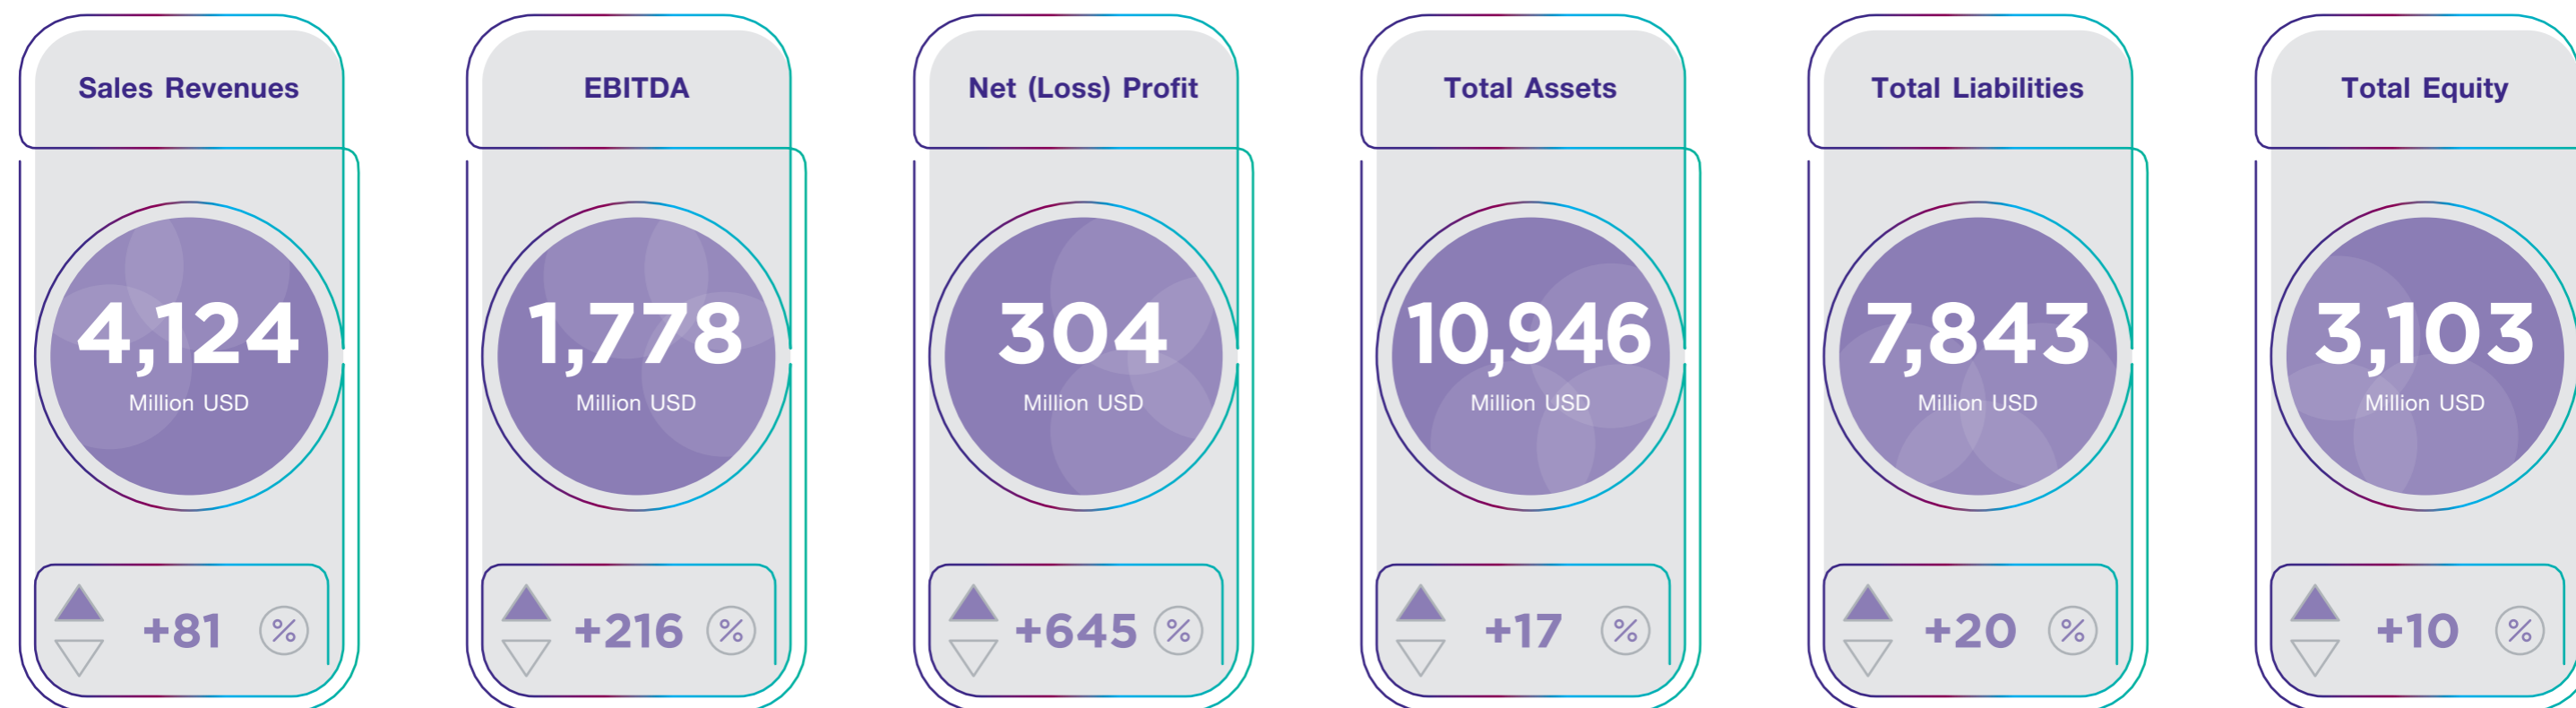 Sales Revenues
4,124
Million USD
+81 %
EBITDA
1,778
Million USD
+216 %
Net (Loss) Profit
304
Million USD
+645 %
Total Assets
10,946
Million USD
+17 %
Total Liabilities
7,843
Million USD
+20 %
Total Equity
3,103
Million USD
+10 %